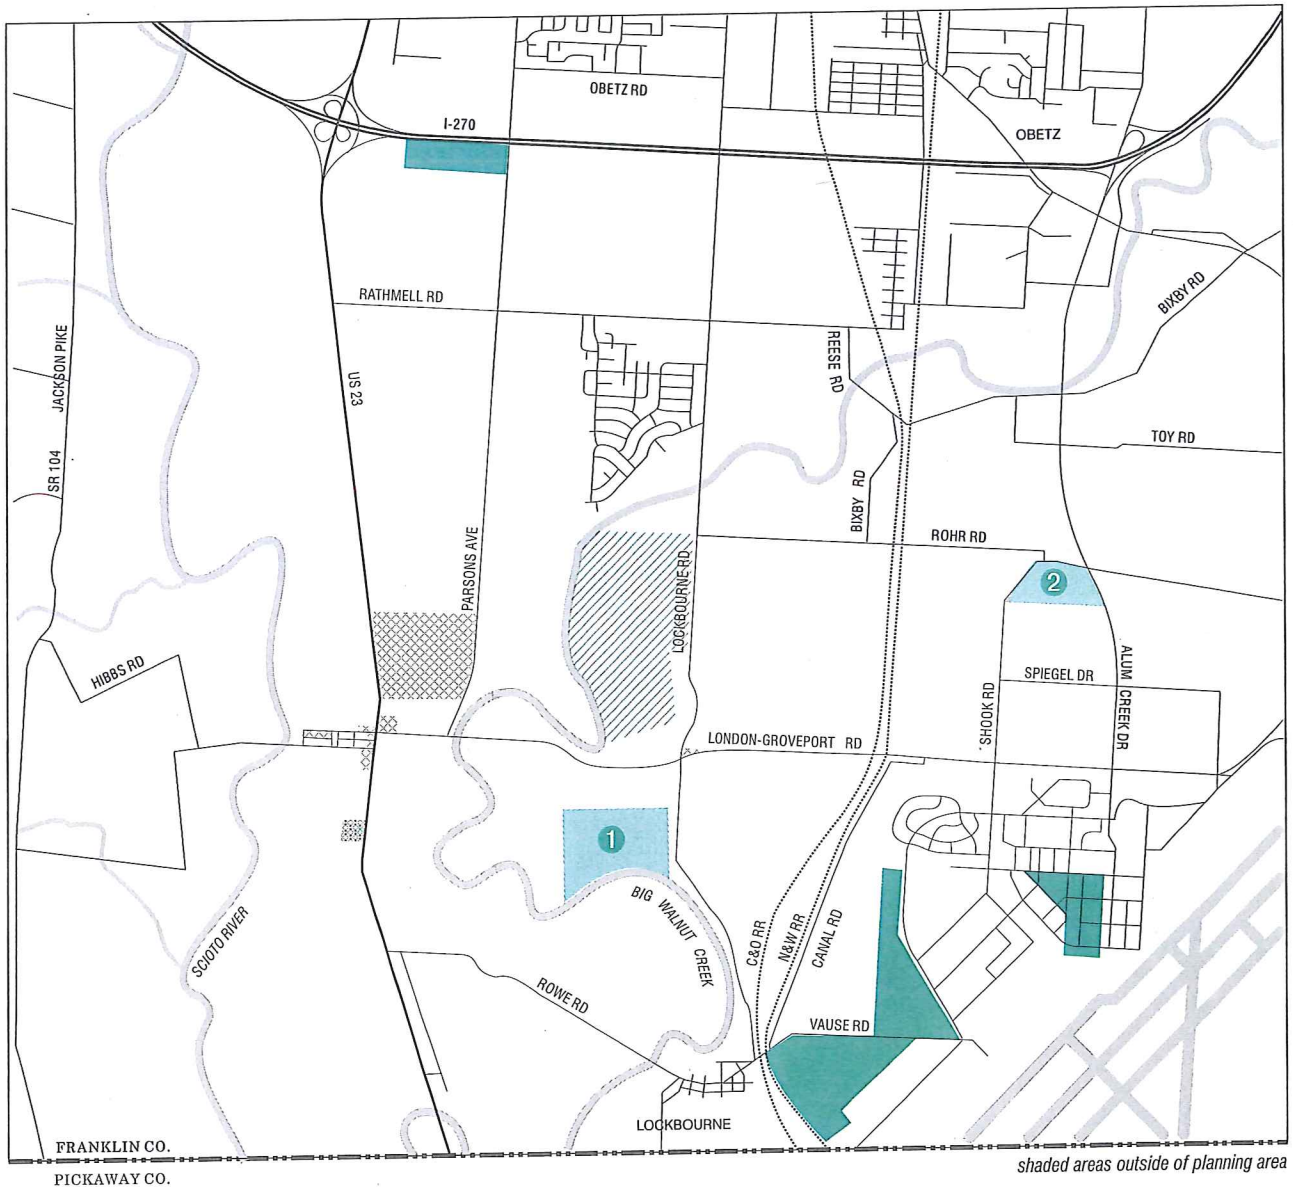 OBETZ RD
I-270
OBETZ
RATHMELL RD
BIXBY RD
JACKSON PIKE
SR 104
US 23
REESE RD
TOY RD
BIXBY RD
PARSONS AVE
ROHR RD
LOCKBOURNE RD
2
HIBBS RD
ALUM CREEK DR
SPIEGEL DR
SHOOK RD
LONDON-GROVEPORT RD
1
BIG WALNUT CREEK
SCIOTO RIVER
C&O RR
N&W RR
CANAL RD
ROWE RD
VAUSE RD
LOCKBOURNE
FRANKLIN CO.
PICKAWAY CO.
shaded areas outside of planning area